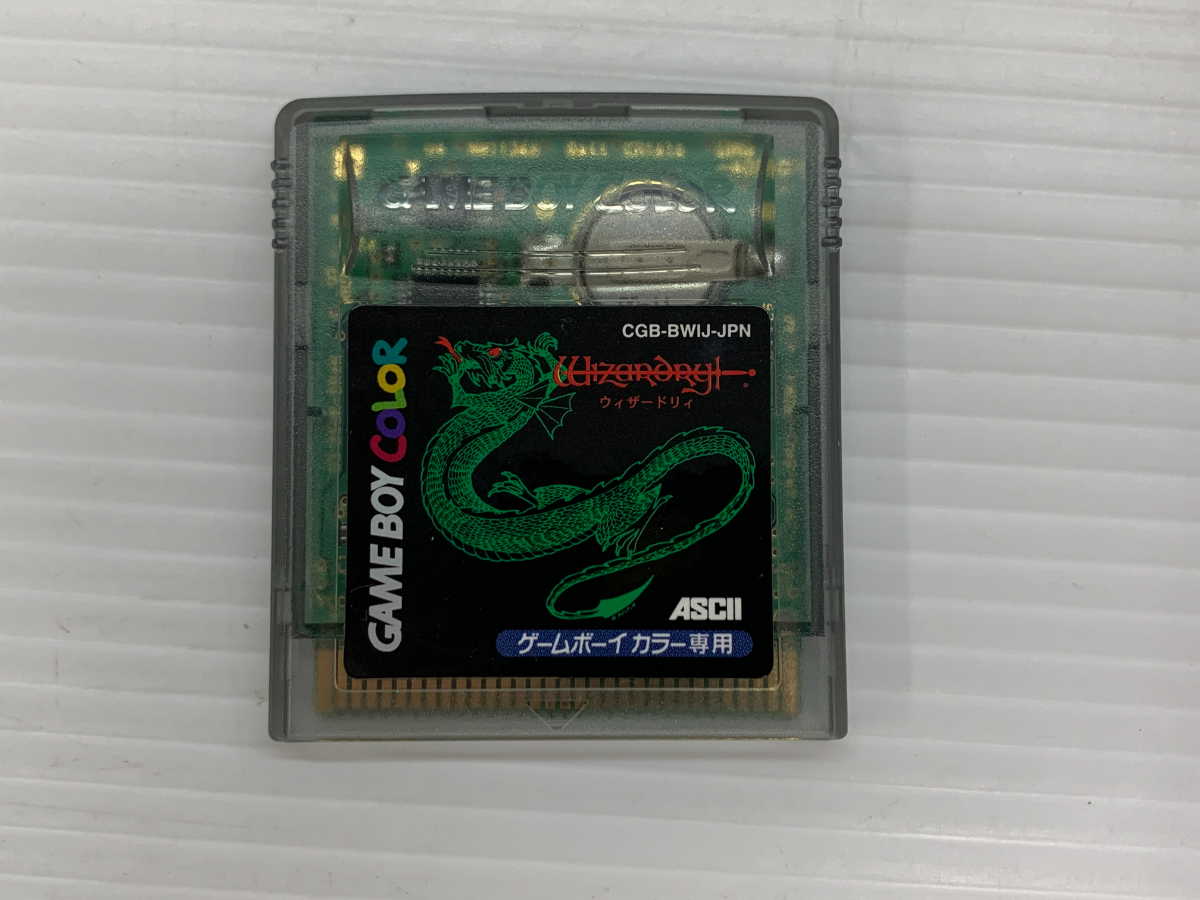 GAME BOY COLOR
CGB-BWIJ-JPN
Wizardry
ウィザードリィ
GAME BOY COLOR
ASCII
ゲームボーイ カラー専用